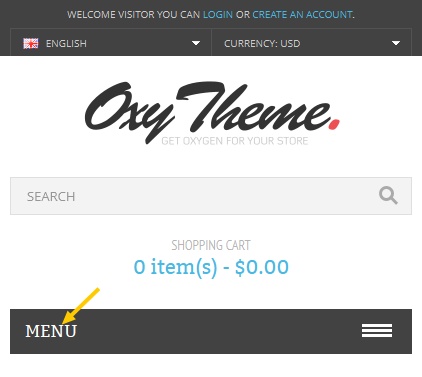 WELCOME VISITOR YOU CAN LOGIN OR CREATE AN ACCOUNT.
ENGLISH CURRENCY: USD
Oxy Theme.
GET OXYGEN FOR YOUR STORE
SEARCH
SHOPPING CART
0 item(s) - $0.00
MENU